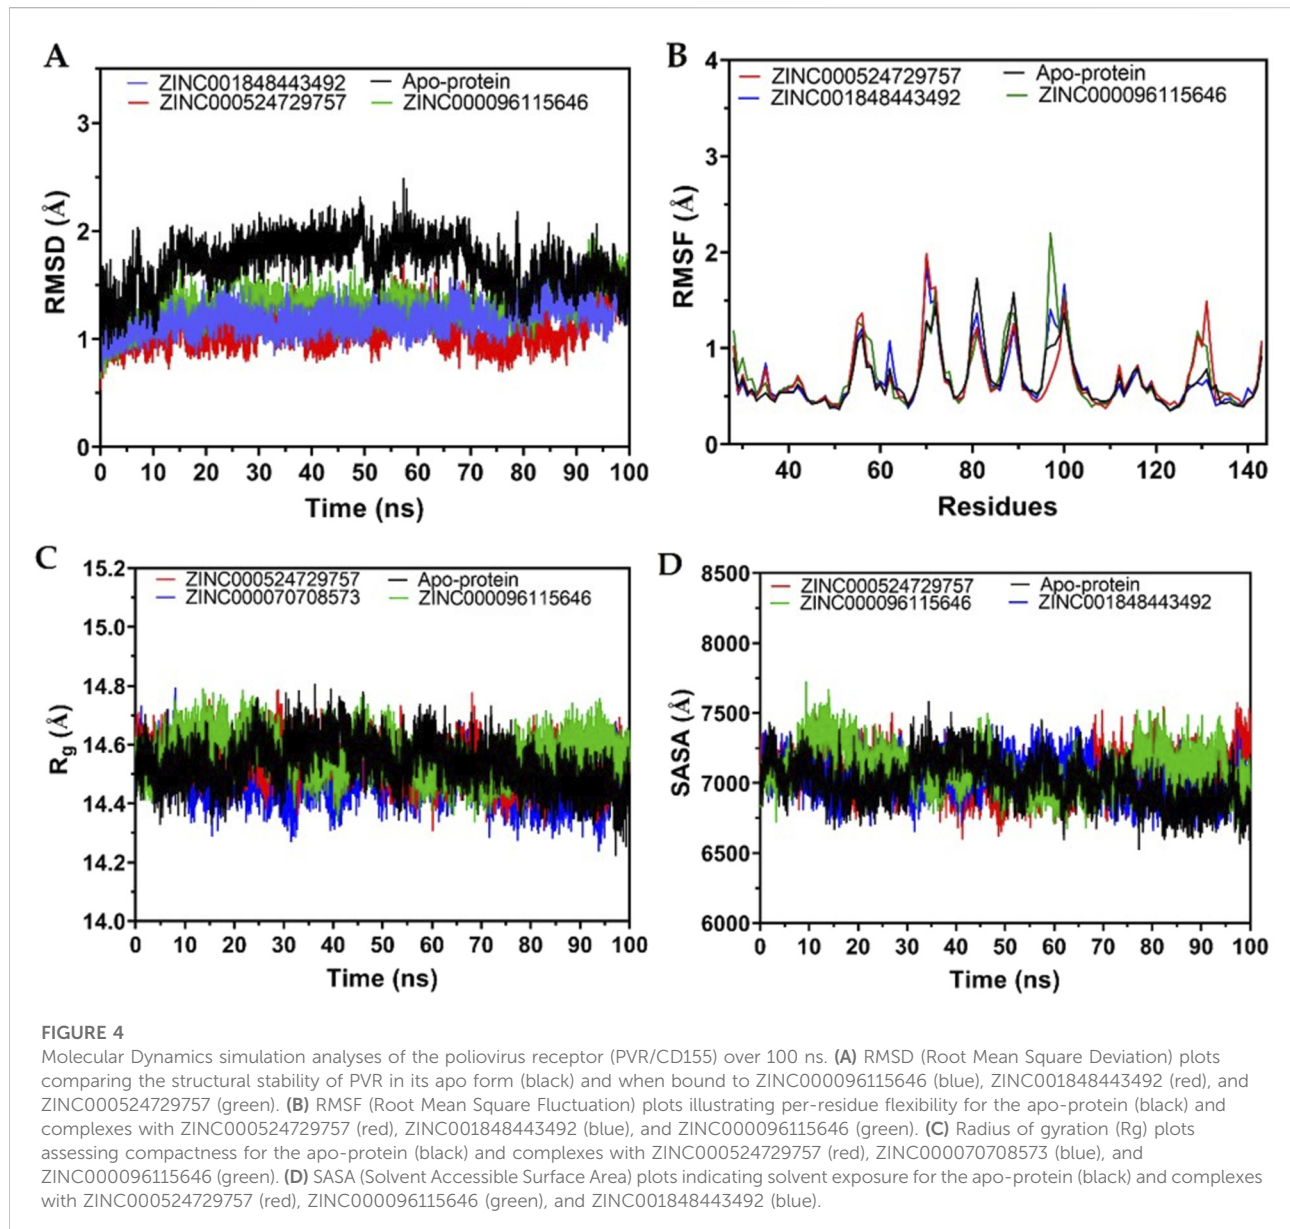 A
ZINC001848443492
Apo-protein
ZINC000524729757
ZINC000096115646
RMSD (Å)
3
2
1
0
0 10 20 30 40 50 60 70 80 90 100
Time (ns)
B
ZINC000524729757
Apo-protein
ZINC001848443492
ZINC000096115646
RMSF (Å)
4
3
2
1
0
40 60 80 100 120 140
Residues
C
ZINC000524729757
Apo-protein
ZINC000070708573
ZINC000096115646
Rg (Å)
15.2
15.0
14.8
14.6
14.4
14.2
14.0
0 10 20 30 40 50 60 70 80 90 100
Time (ns)
D
ZINC000524729757
Apo-protein
ZINC000096115646
ZINC001848443492
SASA (Å)
8500
8000
7500
7000
6500
6000
0 10 20 30 40 50 60 70 80 90 100
Time (ns)
FIGURE 4
Molecular Dynamics simulation analyses of the poliovirus receptor (PVR/CD155) over 100 ns. (A) RMSD (Root Mean Square Deviation) plots
comparing the structural stability of PVR in its apo form (black) and when bound to ZINC000096115646 (blue), ZINC001848443492 (red), and
ZINC000524729757 (green). (B) RMSF (Root Mean Square Fluctuation) plots illustrating per-residue flexibility for the apo-protein (black) and
complexes with ZINC000524729757 (red), ZINC001848443492 (blue), and ZINC000096115646 (green). (C) Radius of gyration (Rg) plots
assessing compactness for the apo-protein (black) and complexes with ZINC000524729757 (red), ZINC000070708573 (blue), and
ZINC000096115646 (green). (D) SASA (Solvent Accessible Surface Area) plots indicating solvent exposure for the apo-protein (black) and complexes
with ZINC000524729757 (red), ZINC000096115646 (green), and ZINC001848443492 (blue).